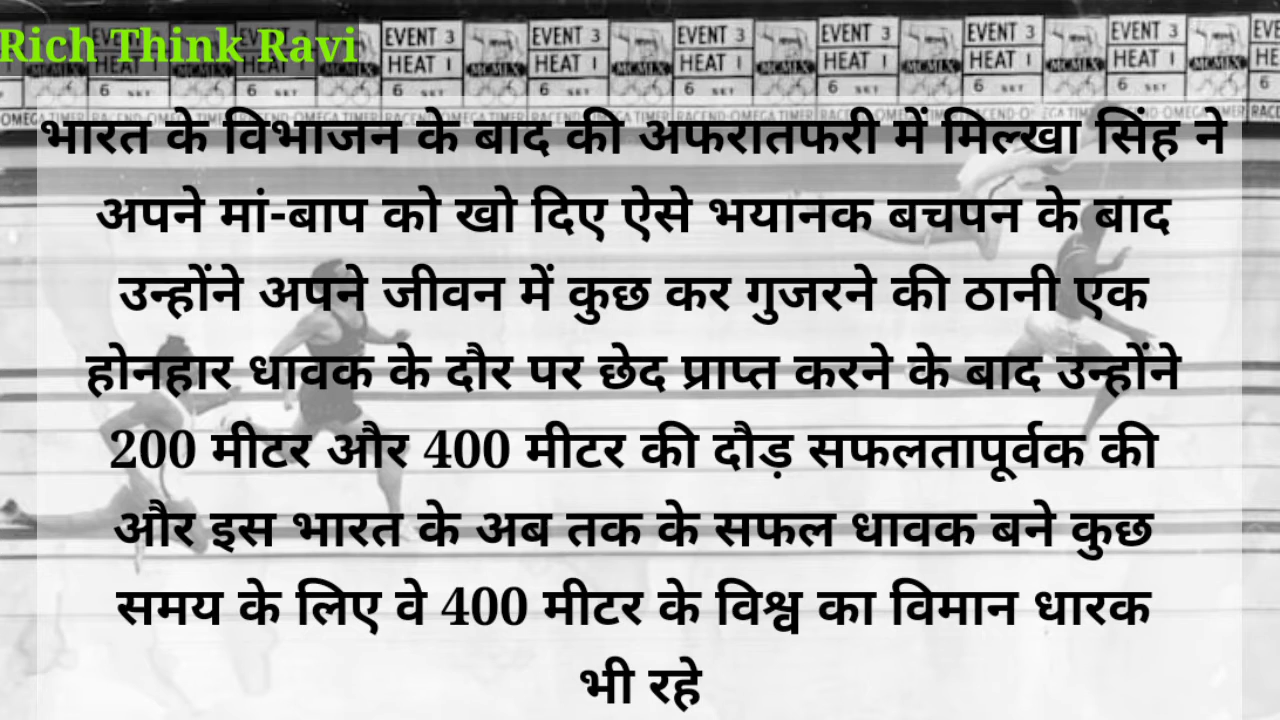 Rich Think Ravi
EVENT 3 EVENT 3 EVENT 3 EVENT 3 EVENT 3 EVENT 3
HEAT 1 HEAT 1 HEAT 1 HEAT 1 HEAT 1 HEAT 1
भारत के विभाजन के बाद की अफरातफरी में मिल्खा सिंह ने
अपने मां-बाप को खो दिए ऐसे भयानक बचपन के बाद
उन्होंने अपने जीवन में कुछ कर गुजरने की ठानी एक
होनहार धावक के दौर पर छेद प्राप्त करने के बाद उन्होंने
200 मीटर और 400 मीटर की दौड़ सफलतापूर्वक की
और इस भारत के अब तक के सफल धावक बने कुछ
समय के लिए वे 400 मीटर के विश्व का विमान धारक
भी रहे